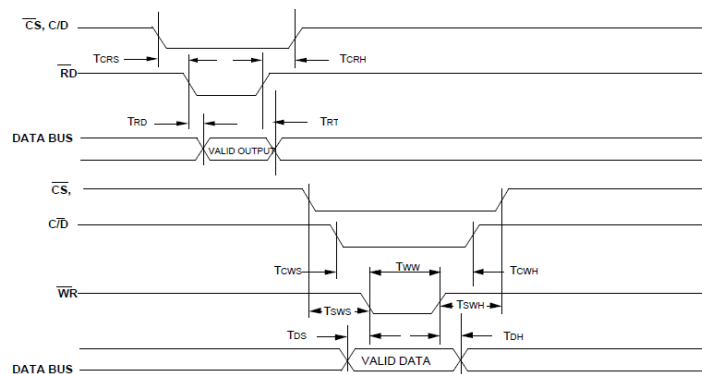 CS, C/D
TCRS
TCRH
RD
TRD
TRT
DATA BUS
VALID OUTPUT
CS,
C/D
TCWS
TWW
TCWH
WR
TSWS
TSWH
TDS
TDH
VALID DATA
DATA BUS